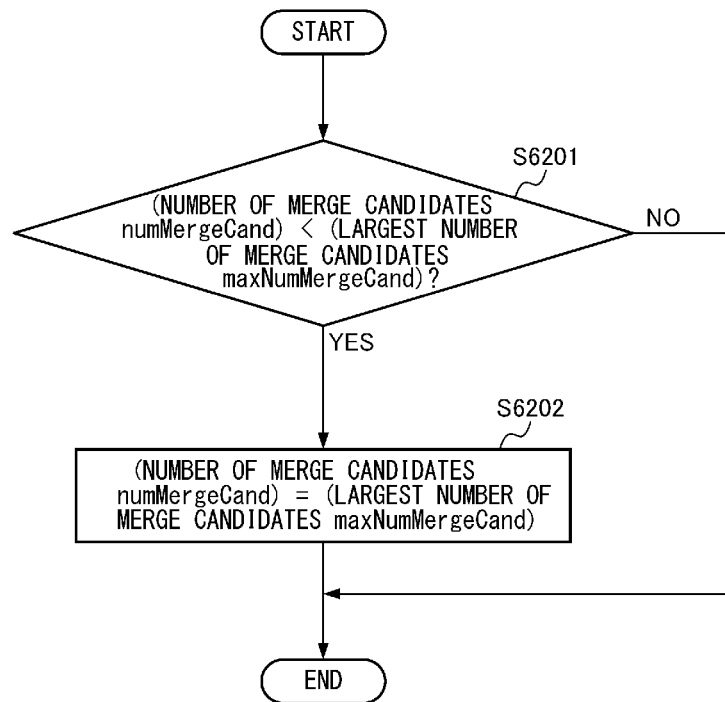 START
S6201
(NUMBER OF MERGE CANDIDATES
numMergeCand) < (LARGEST NUMBER
OF MERGE CANDIDATES
maxNumMergeCand)?
NO
YES
S6202
(NUMBER OF MERGE CANDIDATES
numMergeCand) = (LARGEST NUMBER OF
MERGE CANDIDATES maxNumMergeCand)
END